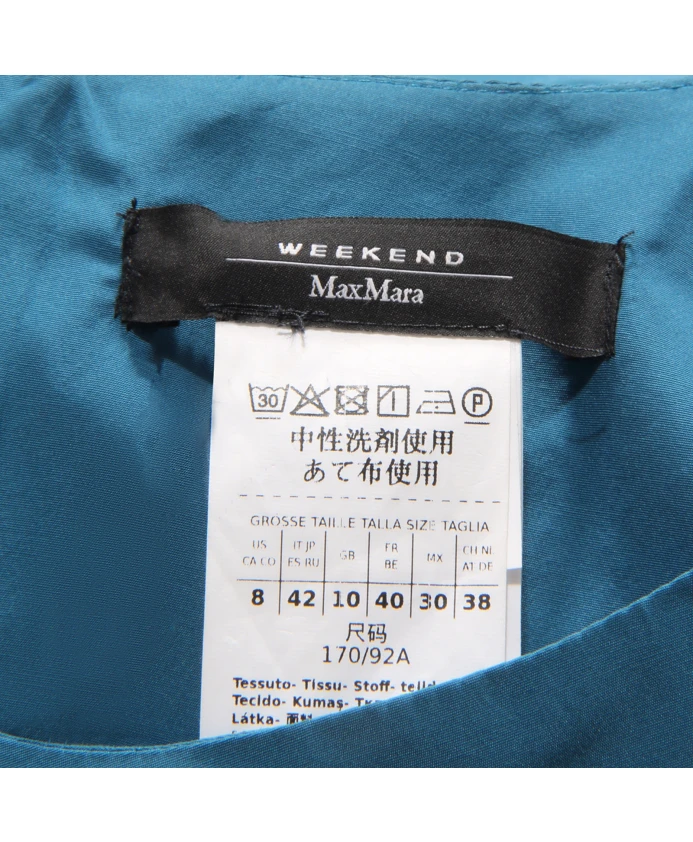 WEEKEND
MaxMara
30 P
中性洗剤使用
あて布使用
GROSSE TAILLE TALLA SIZE TAGLIA
US CA CO IT JP ES RU GB FR BE MX CH NL AT DE
8 42 10 40 30 38
尺码
170/92A
Tessuto- Tissu- Stoff-
Tecido- Kumaş-
Látka- 面料